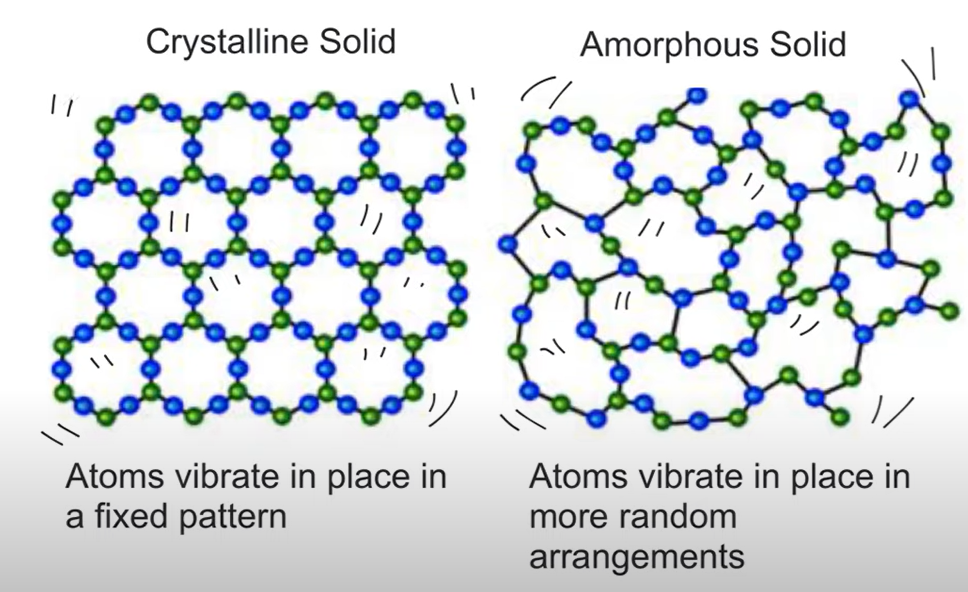 Crystalline Solid
Amorphous Solid
Atoms vibrate in place in
a fixed pattern
Atoms vibrate in place in
more random
arrangements